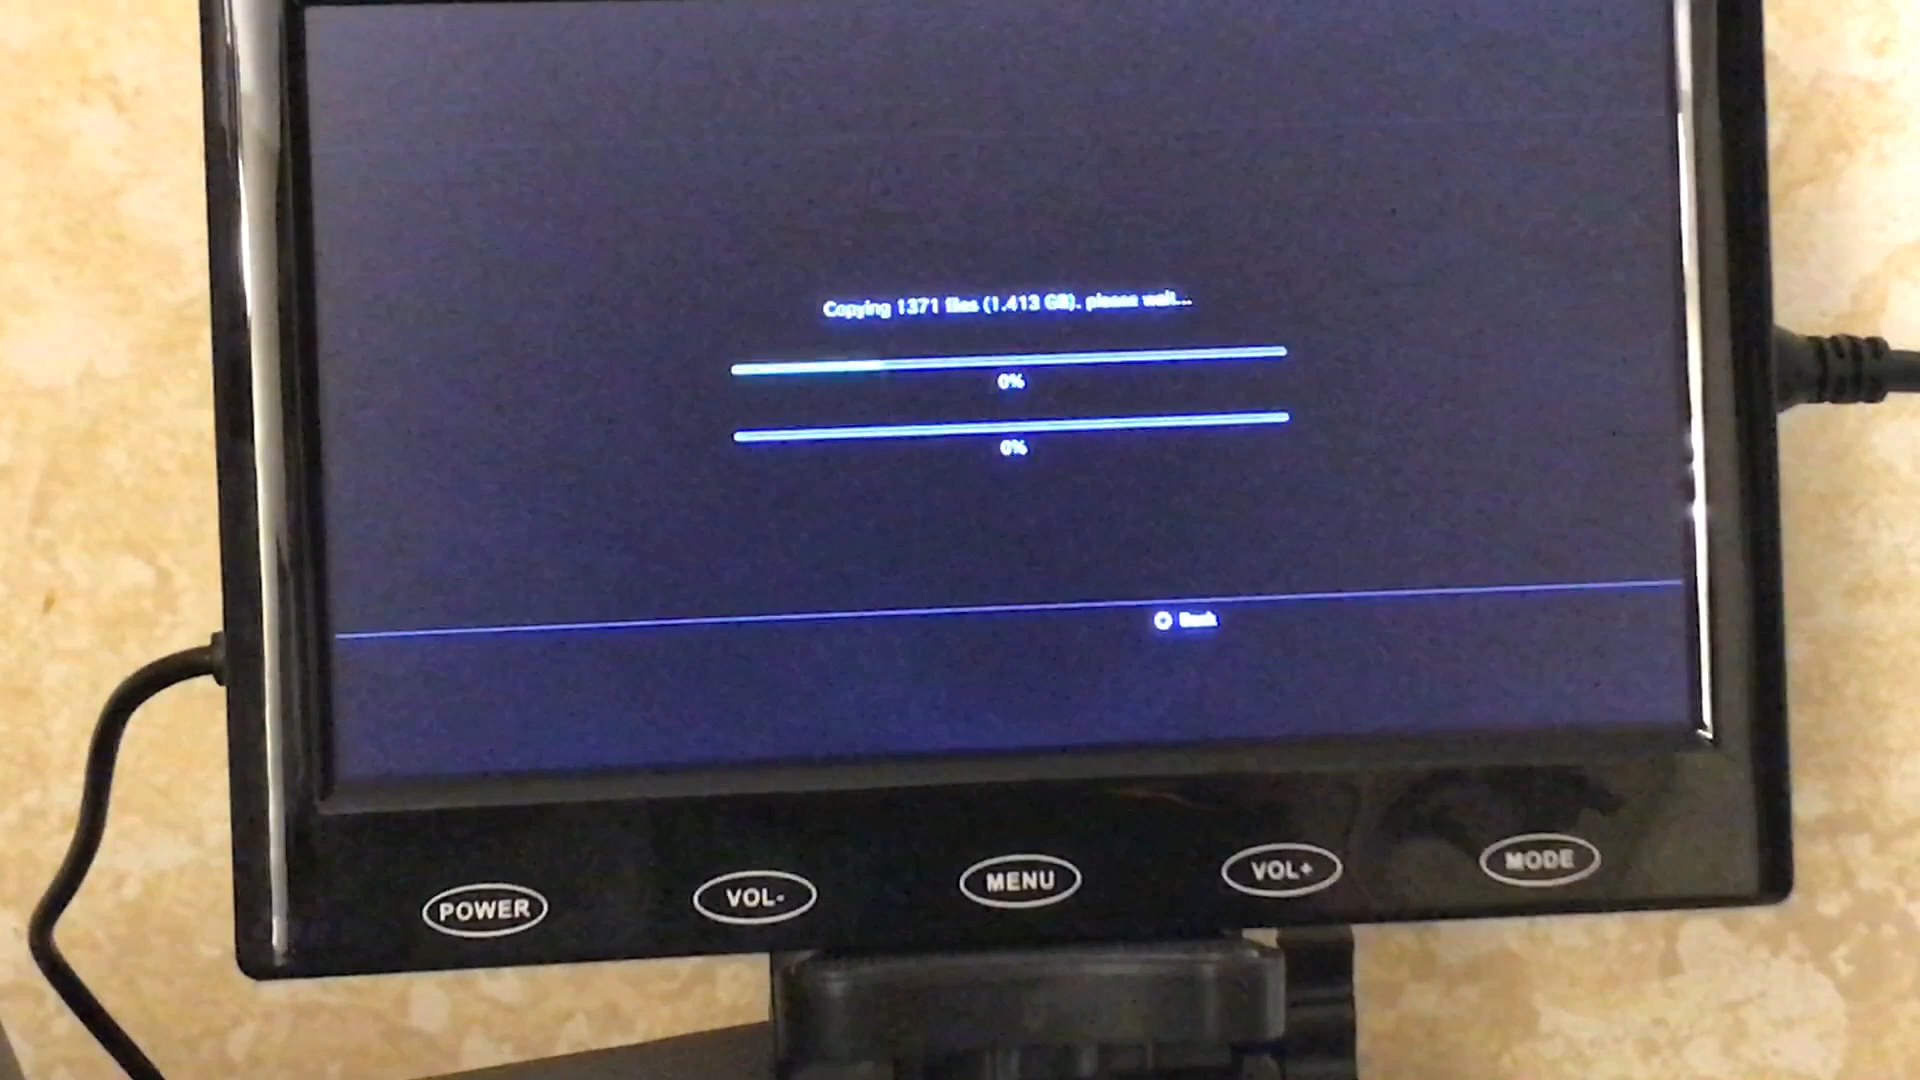 Copying 1371 files (1.413 GB), please wait...
0%
0%
Back
POWER
VOL-
MENU
VOL+
MODE